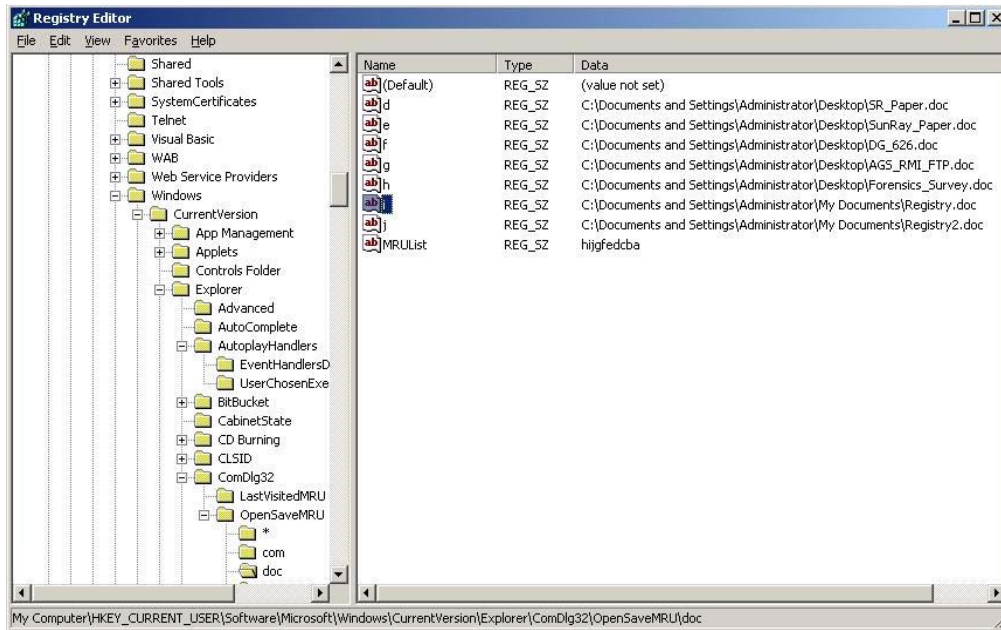 Registry Editor
File Edit View Favorites Help
Shared
Shared Tools
SystemCertificates
Telnet
Visual Basic
WAB
Web Service Providers
Windows
CurrentVersion
App Management
Applets
Controls Folder
Explorer
Advanced
AutoComplete
AutoplayHandlers
EventHandlersD
UserChosenExe
BitBucket
CabinetState
CD Burning
CLSID
ComDlg32
LastVisitedMRU
OpenSaveMRU
*
com
doc
Name Type Data
(Default) REG_SZ (value not set)
d REG_SZ C:\Documents and Settings\Administrator\Desktop\SR_Paper.doc
e REG_SZ C:\Documents and Settings\Administrator\Desktop\SunRay_Paper.doc
f REG_SZ C:\Documents and Settings\Administrator\Desktop\DG_626.doc
g REG_SZ C:\Documents and Settings\Administrator\Desktop\AGS_RMI_FTP.doc
h REG_SZ C:\Documents and Settings\Administrator\Desktop\Forensics_Survey.doc
i REG_SZ C:\Documents and Settings\Administrator\My Documents\Registry.doc
j REG_SZ C:\Documents and Settings\Administrator\My Documents\Registry2.doc
MRUList REG_SZ hijgfedcba
My Computer\HKEY_CURRENT_USER\Software\Microsoft\Windows\CurrentVersion\Explorer\ComDlg32\OpenSaveMRU\doc